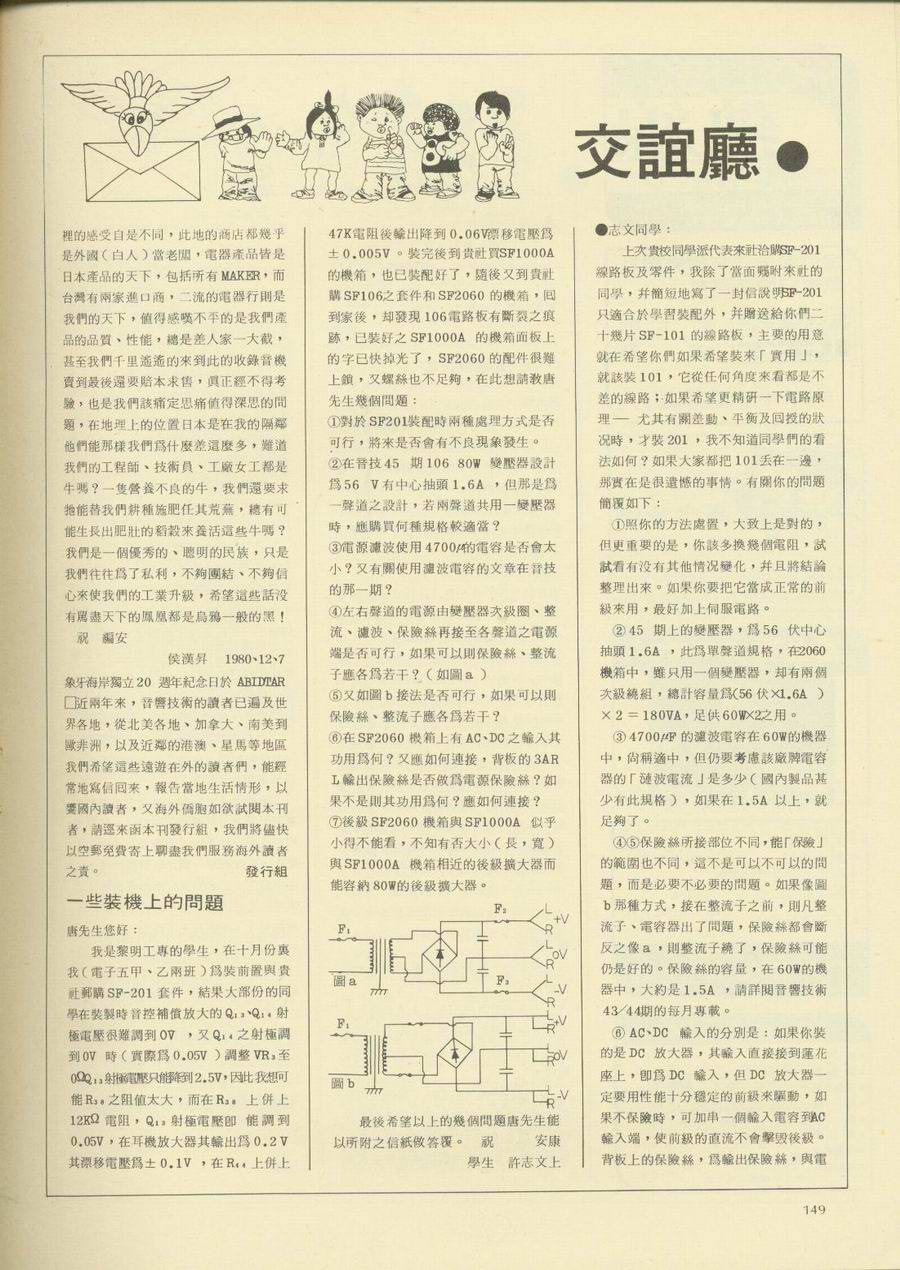 交誼廳●
裡的感受自是不同，此地的商店都幾乎
是外國（白人）當老闆，電器產品皆是
日本產品的天下，包括所有MAKER，而
台灣有兩家進口商，二流的電器行則是
我們的天下，值得感嘆不平的是我們產
品的品質、性能，總是差人家一大截，
甚至我們千里遙遙的來到此的收錄音機
賣到最後還要賠本求售，眞正經不得考
驗，也是我們該痛定思痛値得深思的問
題，在地理上的位置日本是在我的隔鄰
他們能那樣我們爲什麼差這麼多，難道
我們的工程師、技術員、工廠女工都是
牛嗎？一隻營養不良的牛，我們還要求
牠能替我們耕種施肥任其荒蕪，總有可
能生長出肥壯的稻穀來養活這些牛嗎？
我們是一個優秀的、聰明的民族，只是
我們往往爲了私利，不夠團結、不夠信
心來使我們的工業升級，希望這些話没
有罵盡天下的鳳凰都是烏鴉一般的黑！
祝　編安
侯漢昇　1980、12、7
象牙海岸獨立20 週年紀念日於 ABIDTAR
□近兩年來，音響技術的讀者已遍及世
界各地，從北美各地、加拿大、南美到
歐非洲，以及近鄰的港澳、星馬等地區
我們希望這些遠遊在外的讀者們，能經
常地寫信囘來，報告當地生活情形，以
饗國內讀者，又海外僑胞如欲試閱本刊
者，請逕來函本刊發行組，我們將儘快
以空郵免費寄上聊盡我們服務海外讀者
之責。　發行組
一些裝機上的問題
唐先生您好：
我是黎明工專的學生，在十月份裏
我（電子五甲、乙兩班）爲裝前置與貴
社郵購SF-201 套件，結果大部份的同
學在裝製時音控補償放大的Q₁₃、Q₁₄ 射
極電壓很難調到0V ，又Q₁₄之射極調
到0V 時（實際爲0.05V ）調整VR₃至
0ΩQ₁₃射極電壓只能降到2.5V，因此我想可
能R₃₈之阻值太大，而在R₃₈ 上併上
12KΩ 電阻，Q₁₃ 射極電壓卽 能調到
0.05V，在耳機放大器其輸出爲0.2V
其漂移電壓爲±0.1V ，在R₄₄上併上
47K電阻後輸出降到 0.06V漂移電壓爲
±0.005V 。裝完後到貴社買SF1000A
的機箱，也已裝配好了，隨後又到貴社
購SF106之套件和SF2060 的機箱，囘
到家後，却發現106電路板有斷裂之痕
跡，已裝好之SF1000A 的機箱面板上
的字已快掉光了，SF2060 的配件很難
上鎖，又螺絲也不足夠，在此想請敎唐
先生幾個問題：
①對於SF201裝配時兩種處理方式是否
可行，將來是否會有不良現象發生。
②在音技45 期106 80W 變壓器設計
爲56 V有中心抽頭1.6A ，但那是爲
一聲道之設計，若兩聲道共用一變壓器
時，應購買何種規格較適當？
③電源濾波使用4700μ的電容是否會太
小？又有關使用濾波電容的文章在音技
的那一期？
④左右聲道的電源由變壓器次級圈、整
流、濾波、保險絲再接至各聲道之電源
端是否可行，如果可以則保險絲、整流
子應各爲若干？（如圖a ）
⑤又如圖b接法是否可行，如果可以則
保險絲、整流子應各爲若干？
⑥在SF2060 機箱上有AC、DC之輸入其
功用爲何？又應如何連接，背板的3AR
L輸出保險絲是否做爲電源保險絲？如
果不是則其功用爲何？應如何連接？
⑦後級SF2060 機箱與SF1000A 似乎
小得不能看，不知有否大小（長，寬）
與SF1000A 機箱相近的後級擴大器而
能容納80W的後級擴大器。
F₁
F₂
F₃
L
+V
R
L
0V
R
L
-V
R
圖a
F₁
L
+V
R
L
0V
R
L
-V
R
圖b
最後希望以上的幾個問題唐先生能
以所附之信紙做答覆。　祝　安康
學生　許志文上
●志文同學：
上次貴校同學派代表來社洽購SF-201
線路板及零件，我除了當面囑咐來社的
同學，幷簡短地寫了一封信說明SF-201
只適合於學習裝配外，幷贈送給你們二
十幾片SF-101 的線路板，主要的用意
就在希望你們如果希望裝來「實用」，
就該裝101，它從任何角度來看都是不
差的線路；如果希望更精硏一下電路原
理— 尤其有關差動、平衡及囘授的狀
况時，才裝201 ，我不知道同學們的看
法如何？如果大家都把101丢在一邊，
那實在是很遺憾的事情。有關你的問題
簡覆如下：
①照你的方法處置，大致上是對的，
但更重要的是，你該多換幾個電阻，試
試看有没有其他情况變化，幷且將結論
整理出來。如果你要把它當成正常的前
級來用，最好加上伺服電路。
②45 期上的變壓器，爲56 伏中心
抽頭1.6A ，此爲單聲道規格，在2060
機箱中，雖只用一個變壓器，却有兩個
次級繞組，總計容量爲(56伏×1.6A )
×2=180VA，足供60W×2之用。
③4700μF的濾波電容在60W的機器
中，尙稱適中，但仍要考慮該廠牌電容
器的「漣波電流」是多少（國內製品甚
少有此規格），如果在1.5A 以上，就
足夠了。
④⑤保險絲所接部位不同，能「保險」
的範圍也不同，這不是可以不可以的問
題，而是必要不必要的問題。如果像圖
b那種方式，接在整流子之前，則凡整
流子、電容器出了問題，保險絲都會斷
反之像a，則整流子燒了，保險絲可能
仍是好的。保險絲的容量，在60W的機
器中，大約是1.5A ，請詳閱音響技術
43／44期的每月專載。
⑥ AC、DC 輸入的分別是：如果你裝
的是DC 放大器，其輸入直接接到蓮花
座上，卽爲DC 輸入，但DC 放大器一
定要用性能十分穩定的前級來驅動，如
果不保險時，可加串一個輸入電容到AC
輸入端，使前級的直流不會擊毁後級。
背板上的保險絲，爲輸出保險絲，與電
149